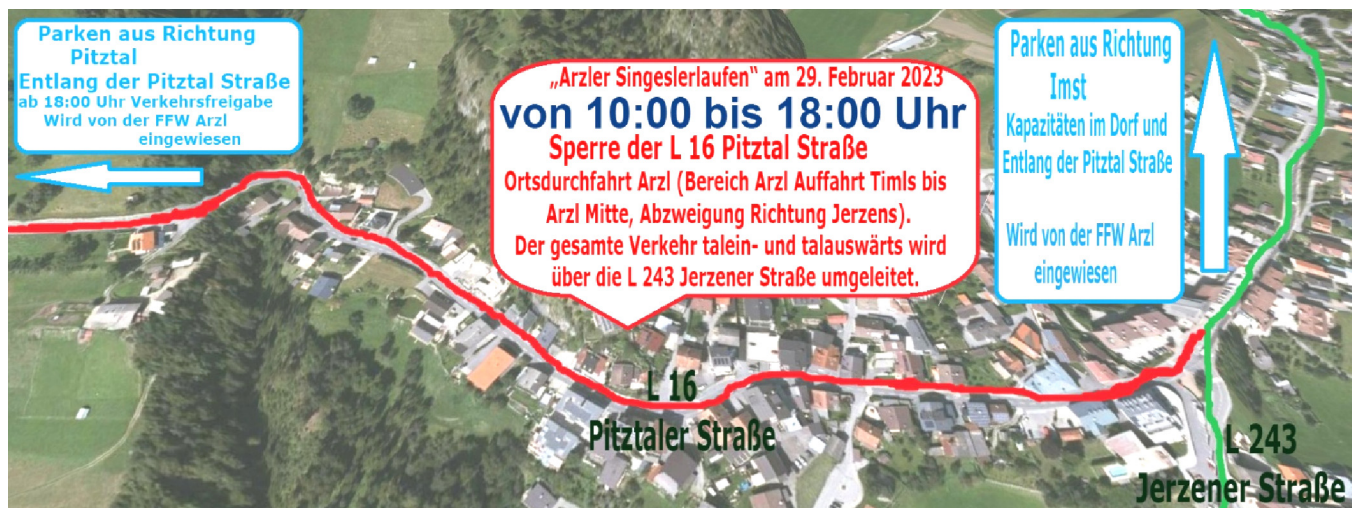 Parken aus Richtung
Pitztal
Entlang der Pitztal Straße
ab 18:00 Uhr Verkehrsfreigabe
Wird von der FFW Arzl
eingewiesen
„Arzler Singeslerlaufen“ am 29. Februar 2023
von 10:00 bis 18:00 Uhr
Sperre der L 16 Pitztal Straße
Ortsdurchfahrt Arzl (Bereich Arzl Auffahrt Timls bis
Arzl Mitte, Abzweigung Richtung Jerzens).
Der gesamte Verkehr talein- und talauswärts wird
über die L 243 Jerzener Straße umgeleitet.
Parken aus Richtung
Imst
Kapazitäten im Dorf und
Entlang der Pitztal Straße
Wird von der FFW Arzl
eingewiesen
L 16
Pitztaler Straße
L 243
Jerzener Straße